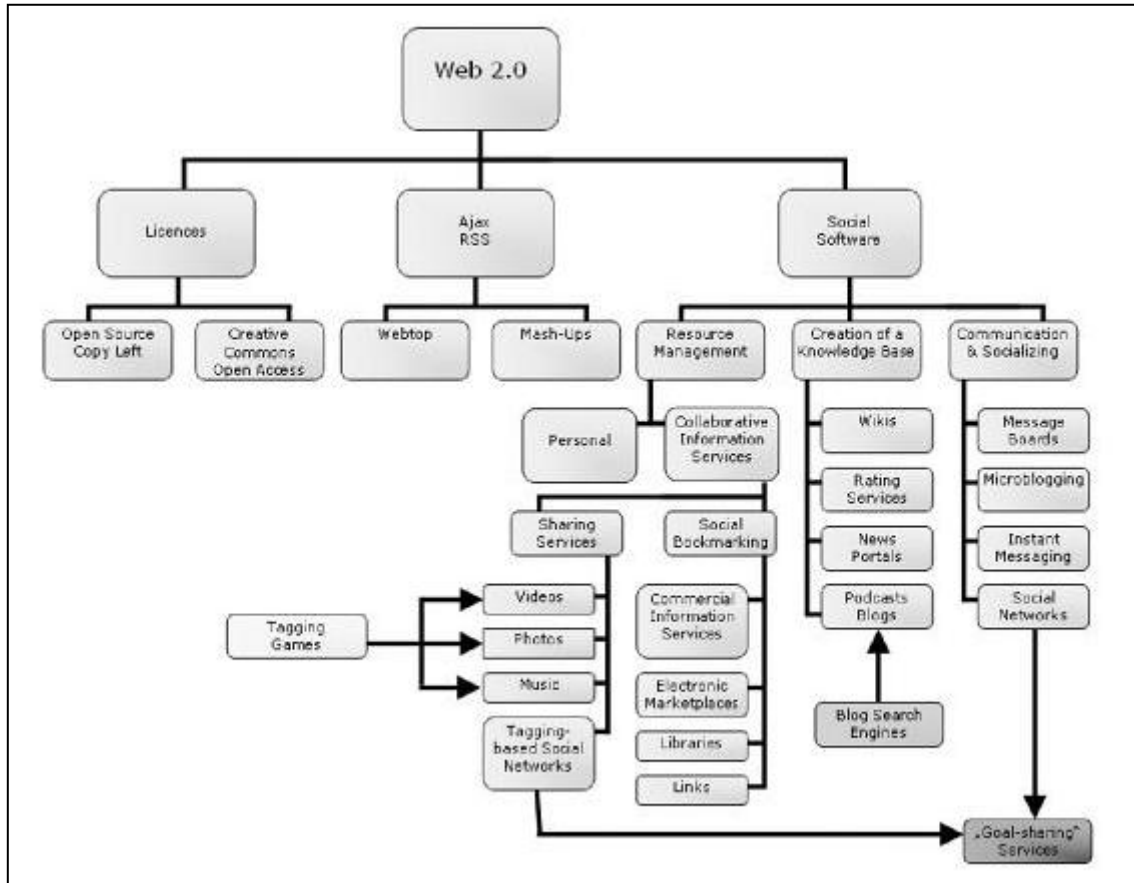 Web 2.0
Licences
Ajax
RSS
Social
Software
Open Source
Copy Left
Creative
Commons
Open Access
Webtop
Mash-Ups
Resource
Management
Creation of a
Knowledge Base
Communication
& Socializing
Personal
Collaborative
Information
Services
Wikis
Message
Boards
Rating
Services
Microblogging
Sharing
Services
Social
Bookmarking
News
Portals
Instant
Messaging
Videos
Commercial
Information
Services
Podcasts
Blogs
Social
Networks
Tagging
Games
Photos
Music
Electronic
Marketplaces
Blog Search
Engines
Tagging-
based Social
Networks
Libraries
Links
„Goal-sharing“
Services